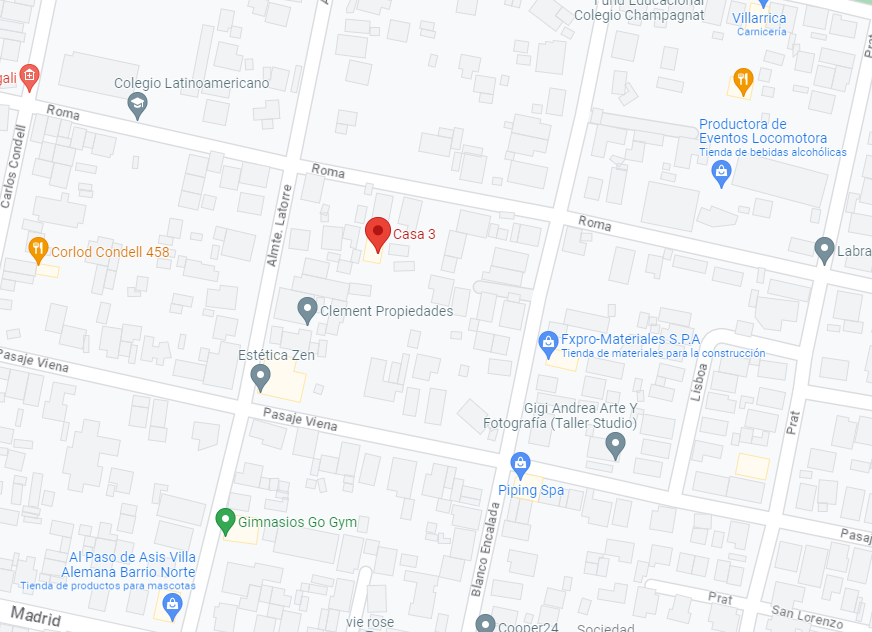 Fund Educacional
Colegio Champagnat
Villarrica
Carnicería
Prat
gali
Colegio Latinoamericano
Roma
Carlos Condell
Productora de
Eventos Locomotora
Tienda de bebidas alcohólicas
Roma
Almte. Latorre
Roma
Casa 3
Corlod Condell 458
Labra
Clement Propiedades
Fxpro-Materiales S.P.A
Tienda de materiales para la construcción
Estética Zen
Pasaje Viena
Lisboa
Gigi Andrea Arte Y
Fotografía (Taller Studio)
Pasaje Viena
Prat
Piping Spa
Blanco Encalada
Gimnasios Go Gym
Pasaj
Al Paso de Asis Villa
Alemana Barrio Norte
Tienda de productos para mascotas
Prat
San Lorenzo
Madrid
vie rose
Cooper24
Sociedad